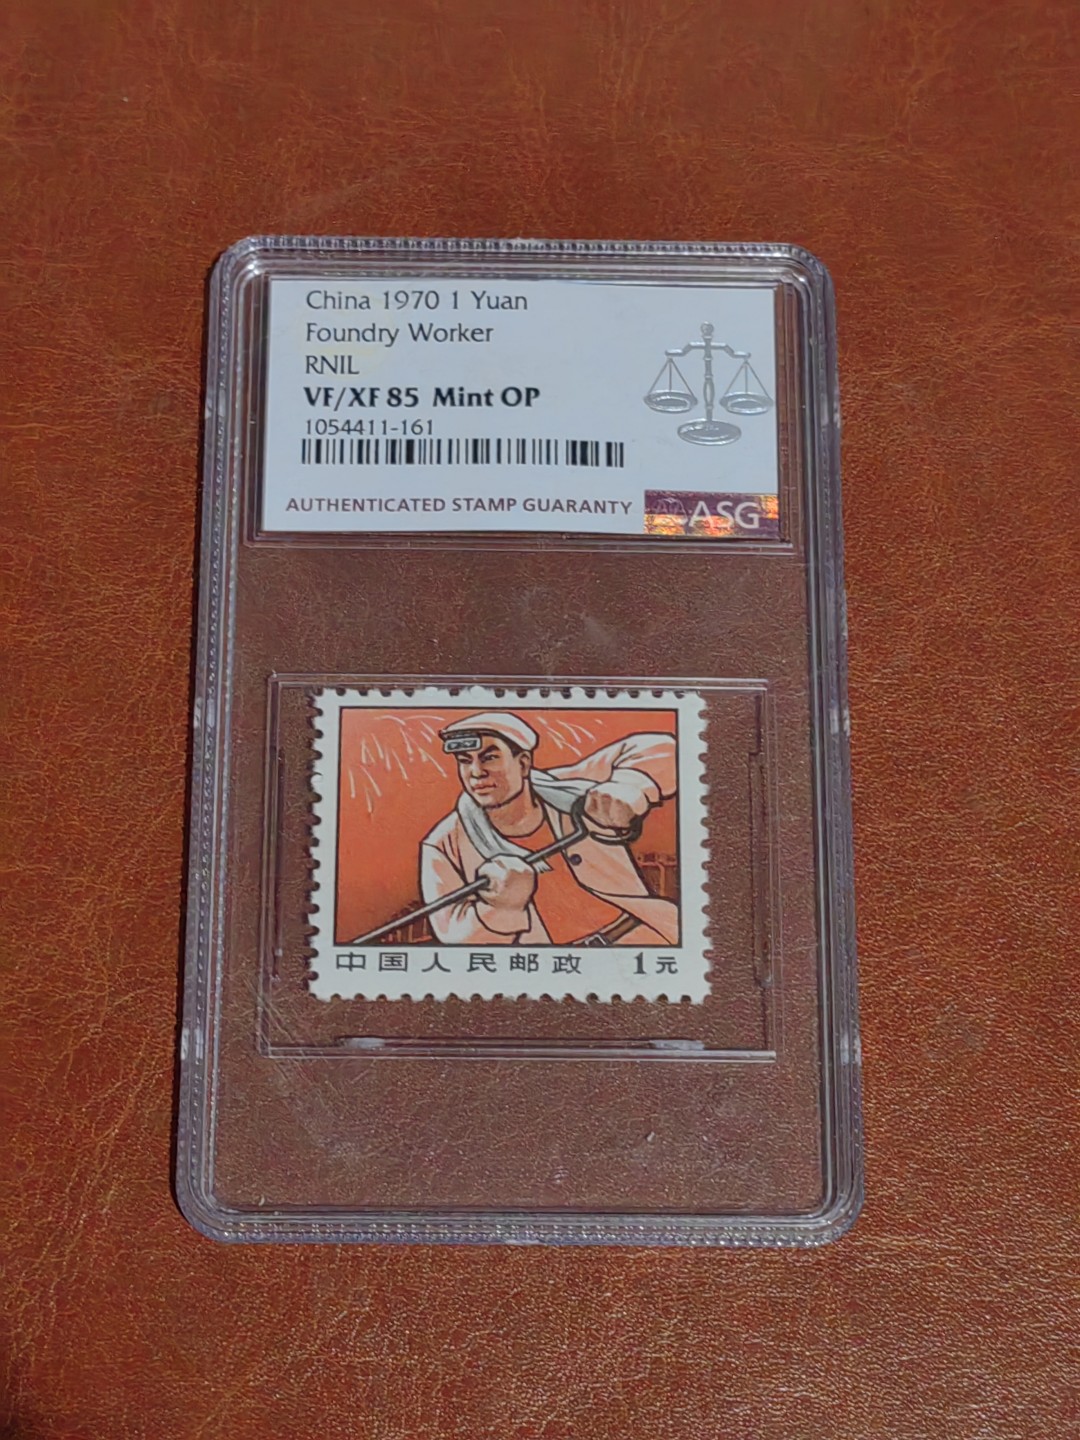 China 1970 1 Yuan
Foundry Worker
RNIL
VF/XF 85 Mint OP
1054411-161
AUTHENTICATED STAMP GUARANTY
ASG
中国人民邮政 1元